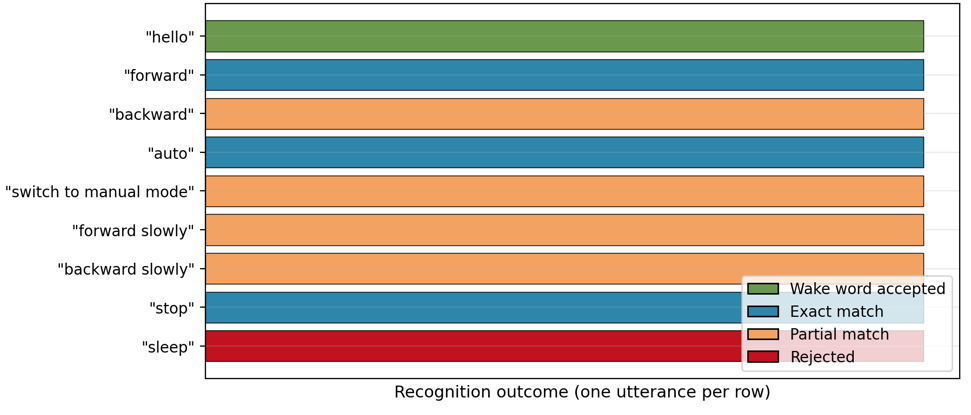 "hello"
"forward"
"backward"
"auto"
"switch to manual mode"
"forward slowly"
"backward slowly"
"stop"
"sleep"
Wake word accepted
Exact match
Partial match
Rejected
Recognition outcome (one utterance per row)